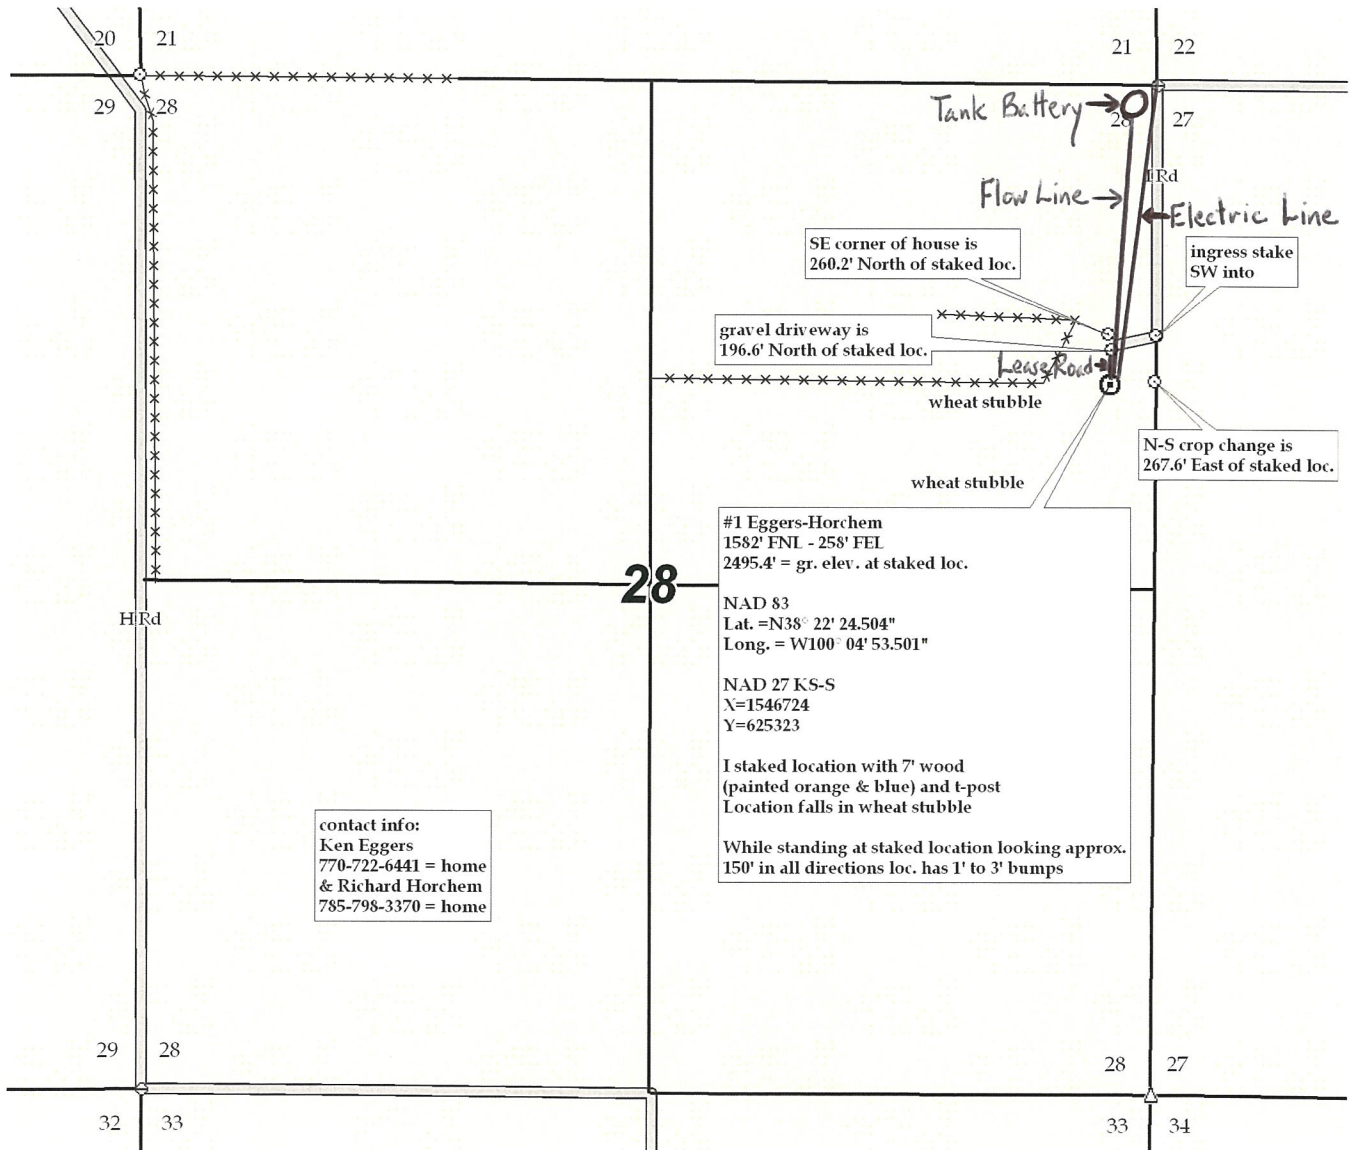 20 21
21 22
29 28
Tank Battery
28 27
I Rd
Flow Line
Electric Line
SE corner of house is
260.2' North of staked loc.
ingress stake
SW into
gravel driveway is
196.6' North of staked loc.
Lease Road
wheat stubble
N-S crop change is
267.6' East of staked loc.
wheat stubble
#1 Eggers-Horchem
1582' FNL - 258' FEL
2495.4' = gr. elev. at staked loc.
NAD 83
Lat. =N38° 22' 24.504"
Long. = W100° 04' 53.501"
NAD 27 KS-S
X=1546724
Y=625323
I staked location with 7' wood
(painted orange & blue) and t-post
Location falls in wheat stubble
While standing at staked location looking approx.
150' in all directions loc. has 1' to 3' bumps
28
H Rd
contact info:
Ken Eggers
770-722-6441 = home
& Richard Horchem
785-798-3370 = home
29 28
28 27
32 33
33 34